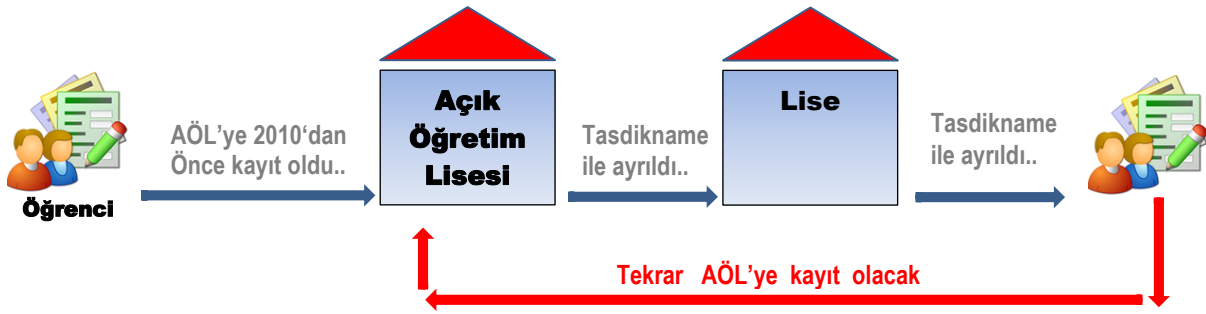 Öğrenci
AÖL’ye 2010‘dan
Önce kayıt oldu..
Açık
Öğretim
Lisesi
Tasdikname
ile ayrıldı..
Lise
Tasdikname
ile ayrıldı..
Tekrar AÖL’ye kayıt olacak